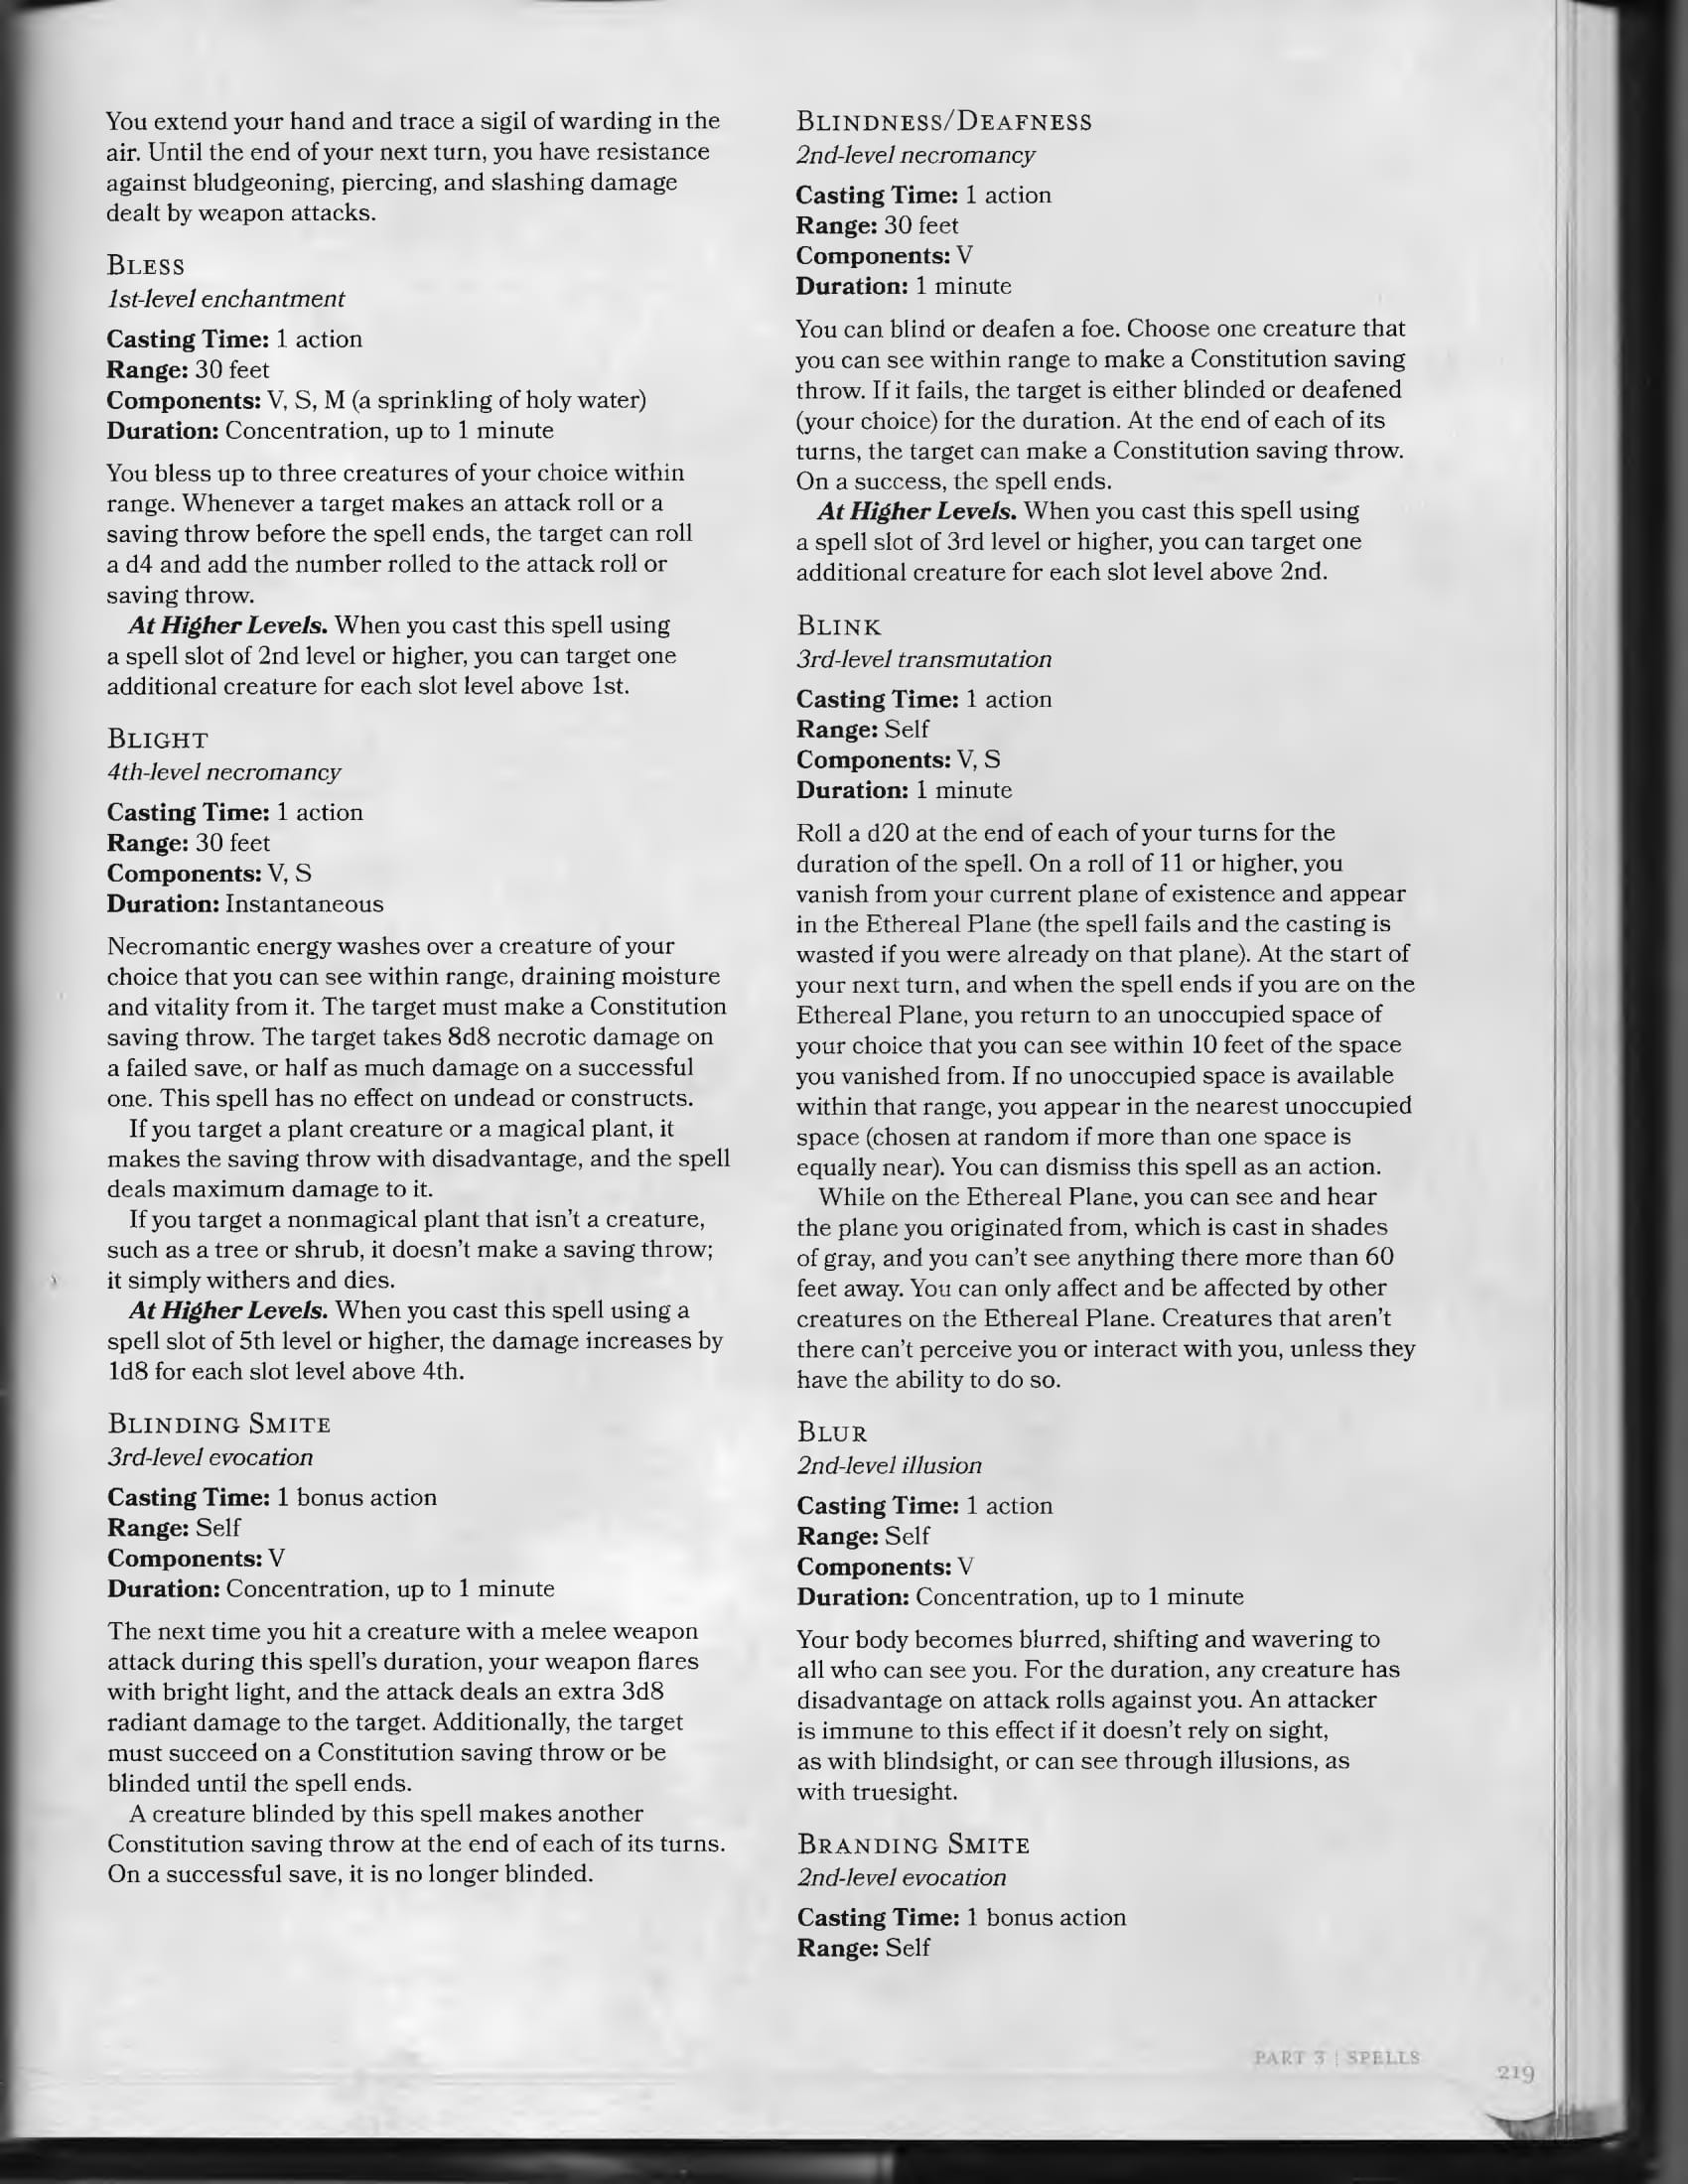 You extend your hand and trace a sigil of warding in the
air. Until the end of your next turn, you have resistance
against bludgeoning, piercing, and slashing damage
dealt by weapon attacks.
BLESS
1st-level enchantment
Casting Time: 1 action
Range: 30 feet
Components: V, S, M (a sprinkling of holy water)
Duration: Concentration, up to 1 minute
You bless up to three creatures of your choice within
range. Whenever a target makes an attack roll or a
saving throw before the spell ends, the target can roll
a d4 and add the number rolled to the attack roll or
saving throw.
At Higher Levels. When you cast this spell using
a spell slot of 2nd level or higher, you can target one
additional creature for each slot level above 1st.
BLIGHT
4th-level necromancy
Casting Time: 1 action
Range: 30 feet
Components: V, S
Duration: Instantaneous
Necromantic energy washes over a creature of your
choice that you can see within range, draining moisture
and vitality from it. The target must make a Constitution
saving throw. The target takes 8d8 necrotic damage on
a failed save, or half as much damage on a successful
one. This spell has no effect on undead or constructs.
If you target a plant creature or a magical plant, it
makes the saving throw with disadvantage, and the spell
deals maximum damage to it.
If you target a nonmagical plant that isn't a creature,
such as a tree or shrub, it doesn't make a saving throw;
it simply withers and dies.
At Higher Levels. When you cast this spell using a
spell slot of 5th level or higher, the damage increases by
1d8 for each slot level above 4th.
BLINDING SMITE
3rd-level evocation
Casting Time: 1 bonus action
Range: Self
Components: V
Duration: Concentration, up to 1 minute
The next time you hit a creature with a melee weapon
attack during this spell's duration, your weapon flares
with bright light, and the attack deals an extra 3d8
radiant damage to the target. Additionally, the target
must succeed on a Constitution saving throw or be
blinded until the spell ends.
A creature blinded by this spell makes another
Constitution saving throw at the end of each of its turns.
On a successful save, it is no longer blinded.
BLINDNESS/DEAFNESS
2nd-level necromancy
Casting Time: 1 action
Range: 30 feet
Components: V
Duration: 1 minute
You can blind or deafen a foe. Choose one creature that
you can see within range to make a Constitution saving
throw. If it fails, the target is either blinded or deafened
(your choice) for the duration. At the end of each of its
turns, the target can make a Constitution saving throw.
On a success, the spell ends.
At Higher Levels. When you cast this spell using
a spell slot of 3rd level or higher, you can target one
additional creature for each slot level above 2nd.
BLINK
3rd-level transmutation
Casting Time: 1 action
Range: Self
Components: V, S
Duration: 1 minute
Roll a d20 at the end of each of your turns for the
duration of the spell. On a roll of 11 or higher, you
vanish from your current plane of existence and appear
in the Ethereal Plane (the spell fails and the casting is
wasted if you were already on that plane). At the start of
your next turn, and when the spell ends if you are on the
Ethereal Plane, you return to an unoccupied space of
your choice that you can see within 10 feet of the space
you vanished from. If no unoccupied space is available
within that range, you appear in the nearest unoccupied
space (chosen at random if more than one space is
equally near). You can dismiss this spell as an action.
While on the Ethereal Plane, you can see and hear
the plane you originated from, which is cast in shades
of gray, and you can't see anything there more than 60
feet away. You can only affect and be affected by other
creatures on the Ethereal Plane. Creatures that aren't
there can't perceive you or interact with you, unless they
have the ability to do so.
BLUR
2nd-level illusion
Casting Time: 1 action
Range: Self
Components: V
Duration: Concentration, up to 1 minute
Your body becomes blurred, shifting and wavering to
all who can see you. For the duration, any creature has
disadvantage on attack rolls against you. An attacker
is immune to this effect if it doesn't rely on sight,
as with blindsight, or can see through illusions, as
with truesight.
BRANDING SMITE
2nd-level evocation
Casting Time: 1 bonus action
Range: Self
PART 3 | SPELLS
219